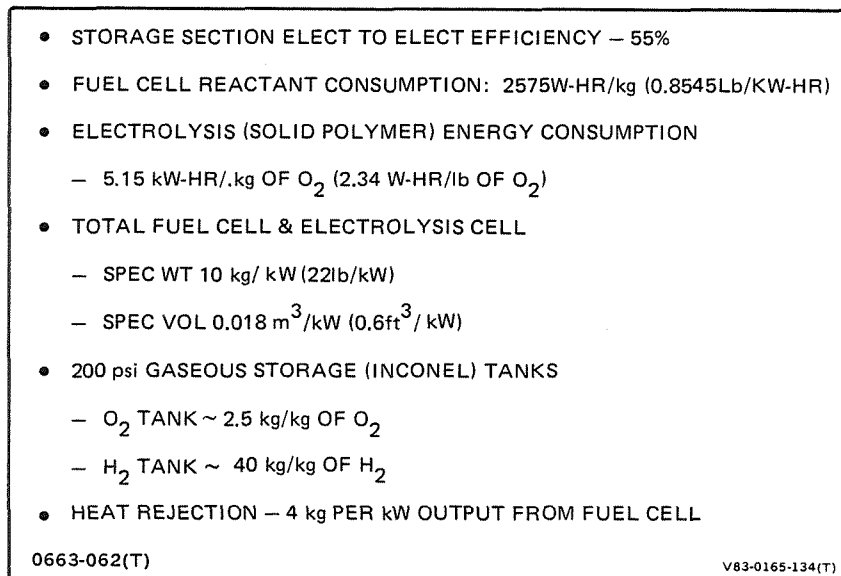 • STORAGE SECTION ELECT TO ELECT EFFICIENCY – 55%
• FUEL CELL REACTANT CONSUMPTION: 2575W-HR/kg (0.8545Lb/KW-HR)
• ELECTROLYSIS (SOLID POLYMER) ENERGY CONSUMPTION
– 5.15 kW-HR/.kg OF O₂ (2.34 W-HR/lb OF O₂)
• TOTAL FUEL CELL & ELECTROLYSIS CELL
– SPEC WT 10 kg/ kW (22lb/kW)
– SPEC VOL 0.018 m³/kW (0.6ft³/ kW)
• 200 psi GASEOUS STORAGE (INCONEL) TANKS
– O₂ TANK ~ 2.5 kg/kg OF O₂
– H₂ TANK ~ 40 kg/kg OF H₂
• HEAT REJECTION – 4 kg PER kW OUTPUT FROM FUEL CELL
0663-062(T)
V83-0165-134(T)